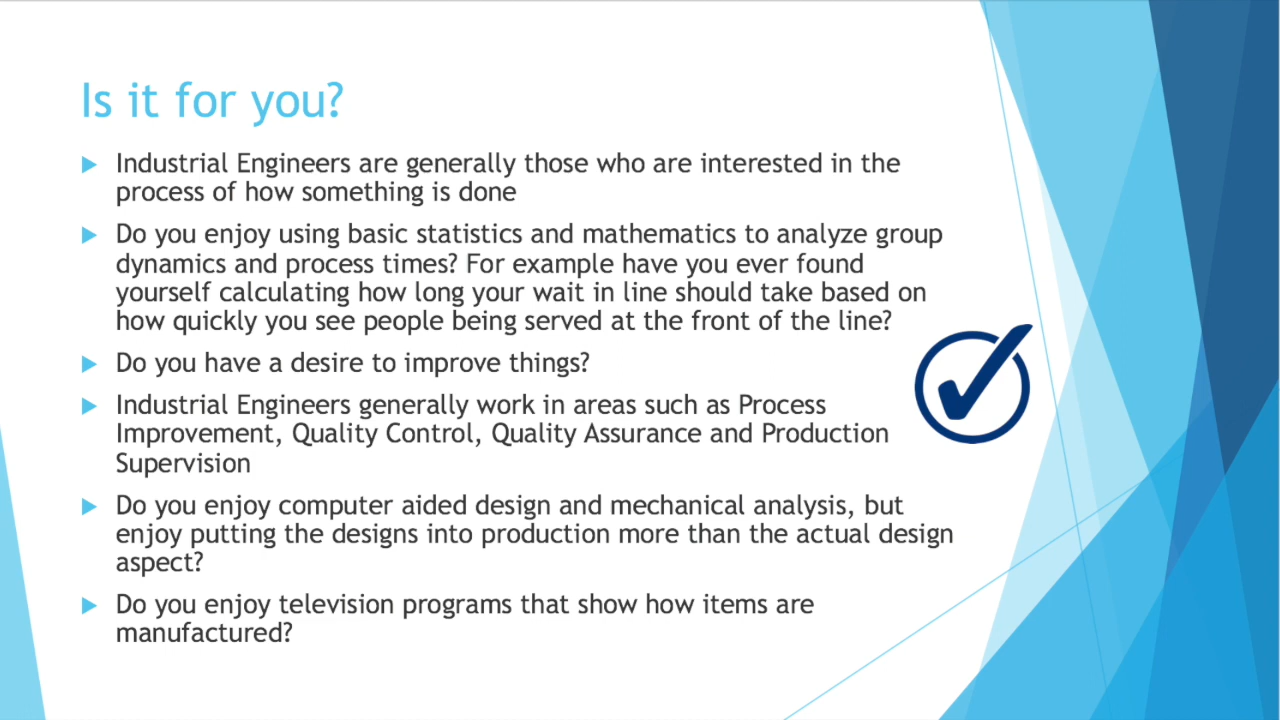 Is it for you?
Industrial Engineers are generally those who are interested in the
process of how something is done
Do you enjoy using basic statistics and mathematics to analyze group
dynamics and process times? For example have you ever found
yourself calculating how long your wait in line should take based on
how quickly you see people being served at the front of the line?
Do you have a desire to improve things?
Industrial Engineers generally work in areas such as Process
Improvement, Quality Control, Quality Assurance and Production
Supervision
Do you enjoy computer aided design and mechanical analysis, but
enjoy putting the designs into production more than the actual design
aspect?
Do you enjoy television programs that show how items are
manufactured?